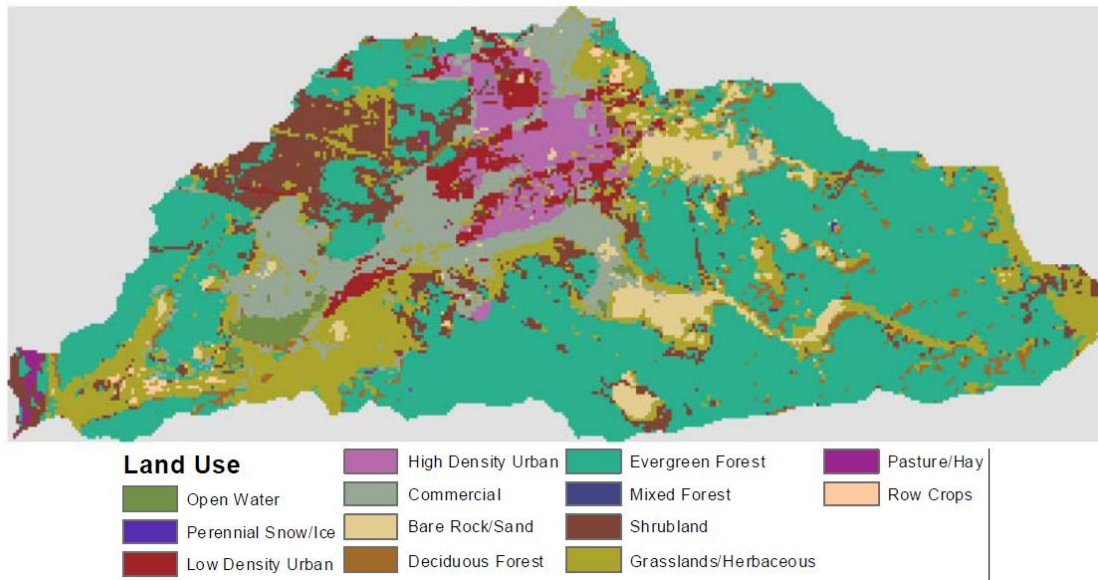 Land Use
Open Water
Perennial Snow/Ice
Low Density Urban
High Density Urban
Commercial
Bare Rock/Sand
Deciduous Forest
Evergreen Forest
Mixed Forest
Shrubland
Grasslands/Herbaceous
Pasture/Hay
Row Crops